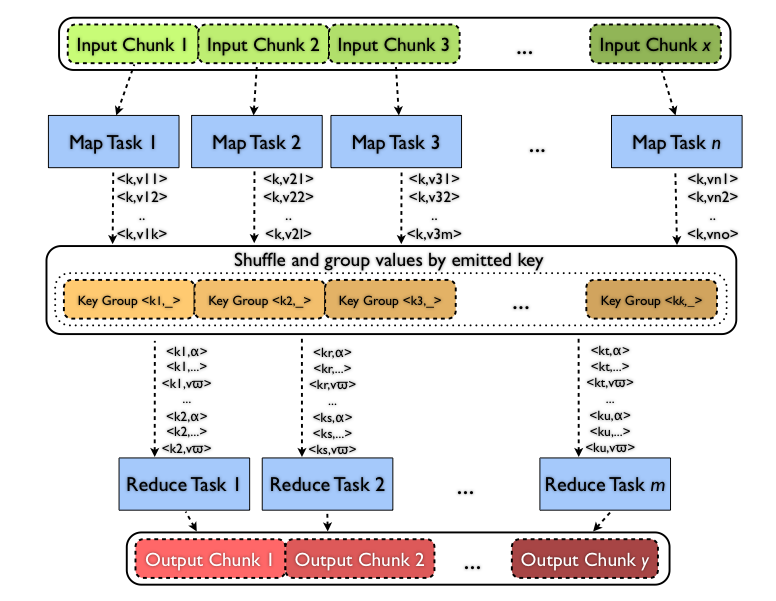 Input Chunk 1 Input Chunk 2 Input Chunk 3 ... Input Chunk x
Map Task 1 Map Task 2 Map Task 3 ... Map Task n
<k,v11> <k,v21> <k,v31> <k,vn1>
<k,v12> <k,v22> <k,v32> <k,vn2>
.. .. .. ..
<k,v1k> <k,v2l> <k,v3m> <k,vno>
Shuffle and group values by emitted key
Key Group <k1,_> Key Group <k2,_> Key Group <k3,_> ... Key Group <kk,_>
<k1,α> <kr,α> <kt,α>
<k1,...> <kr,...> <kt,...>
<k1,vϖ> <kr,vϖ> <kt,vϖ>
... ... ...
<k2,α> <ks,α> <ku,α>
<k2,...> <ks,...> <ku,...>
<k2,vϖ> <ks,vϖ> <ku,vϖ>
Reduce Task 1 Reduce Task 2 ... Reduce Task m
Output Chunk 1 Output Chunk 2 ... Output Chunk y